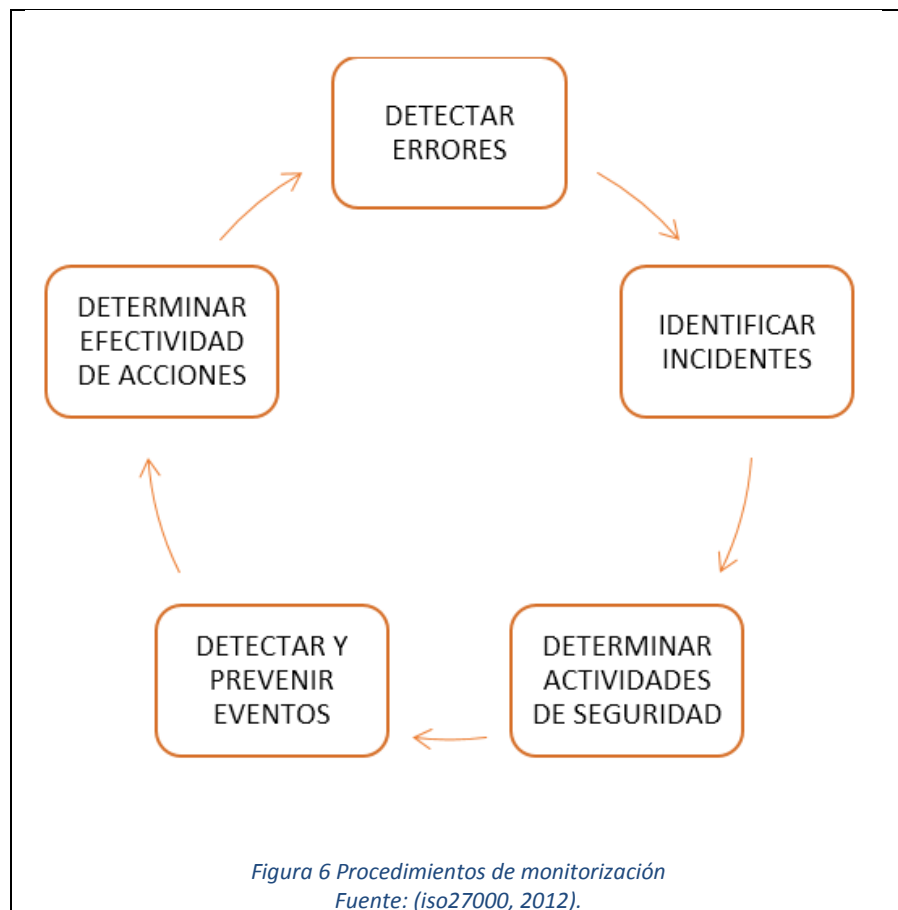 DETECTAR
ERRORES
IDENTIFICAR
INCIDENTES
DETERMINAR
ACTIVIDADES
DE SEGURIDAD
DETECTAR Y
PREVENIR
EVENTOS
DETERMINAR
EFECTIVIDAD
DE ACCIONES
Figura 6 Procedimientos de monitorización
Fuente: (iso27000, 2012).